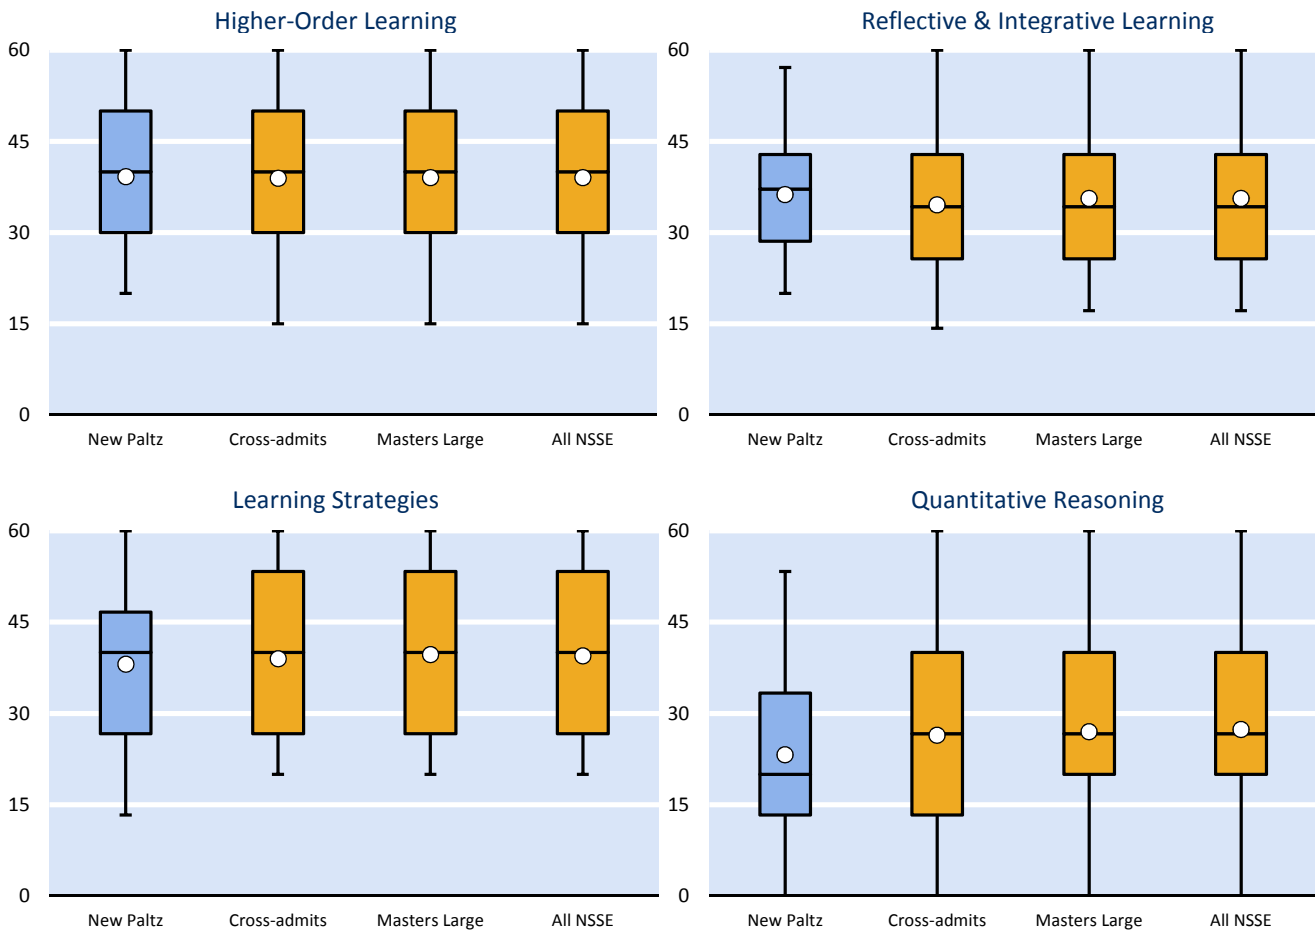 Higher-Order Learning
60
45
30
15
0
New Paltz Cross-admits Masters Large All NSSE
Reflective & Integrative Learning
60
45
30
15
0
New Paltz Cross-admits Masters Large All NSSE
Learning Strategies
60
45
30
15
0
New Paltz Cross-admits Masters Large All NSSE
Quantitative Reasoning
60
45
30
15
0
New Paltz Cross-admits Masters Large All NSSE